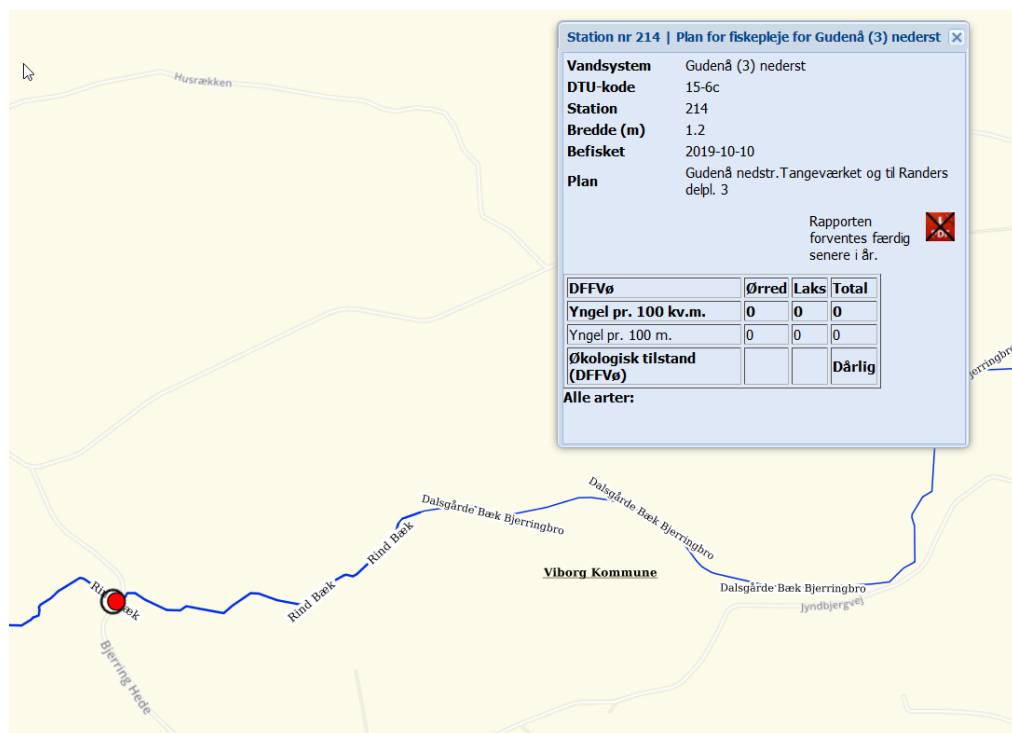 Station nr 214 | Plan for fiskepleje for Gudenå (3) nederst
Vandsystem Gudenå (3) nederst
DTU-kode 15-6c
Station 214
Bredde (m) 1.2
Befisket 2019-10-10
Plan Gudenå nedstr.Tangeværket og til Randers
delpl. 3
Rapporten
forventes færdig
senere i år.
DFFVø Ørred Laks Total
Yngel pr. 100 kv.m. 0 0 0
Yngel pr. 100 m. 0 0 0
Økologisk tilstand
(DFFVø) Dårlig
Alle arter:
Husrækken
Dalsgårde Bæk Bjerringbro
Dalsgårde Bæk Bjerringbro
Rind Bæk
Viborg Kommune
Rind Bæk
Dalsgårde Bæk Bjerringbro
Jyndbjergvej
Bjerring Hede